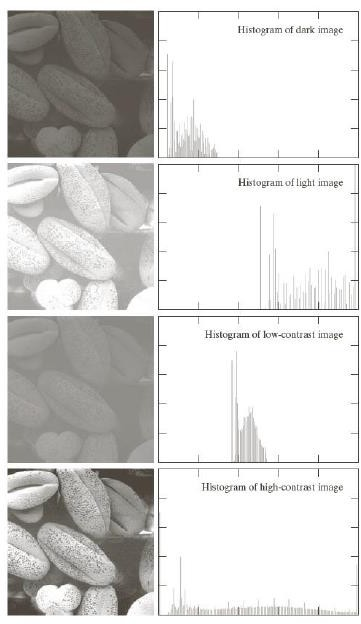 Histogram of dark image
Histogram of light image
Histogram of low-contrast image
Histogram of high-contrast image